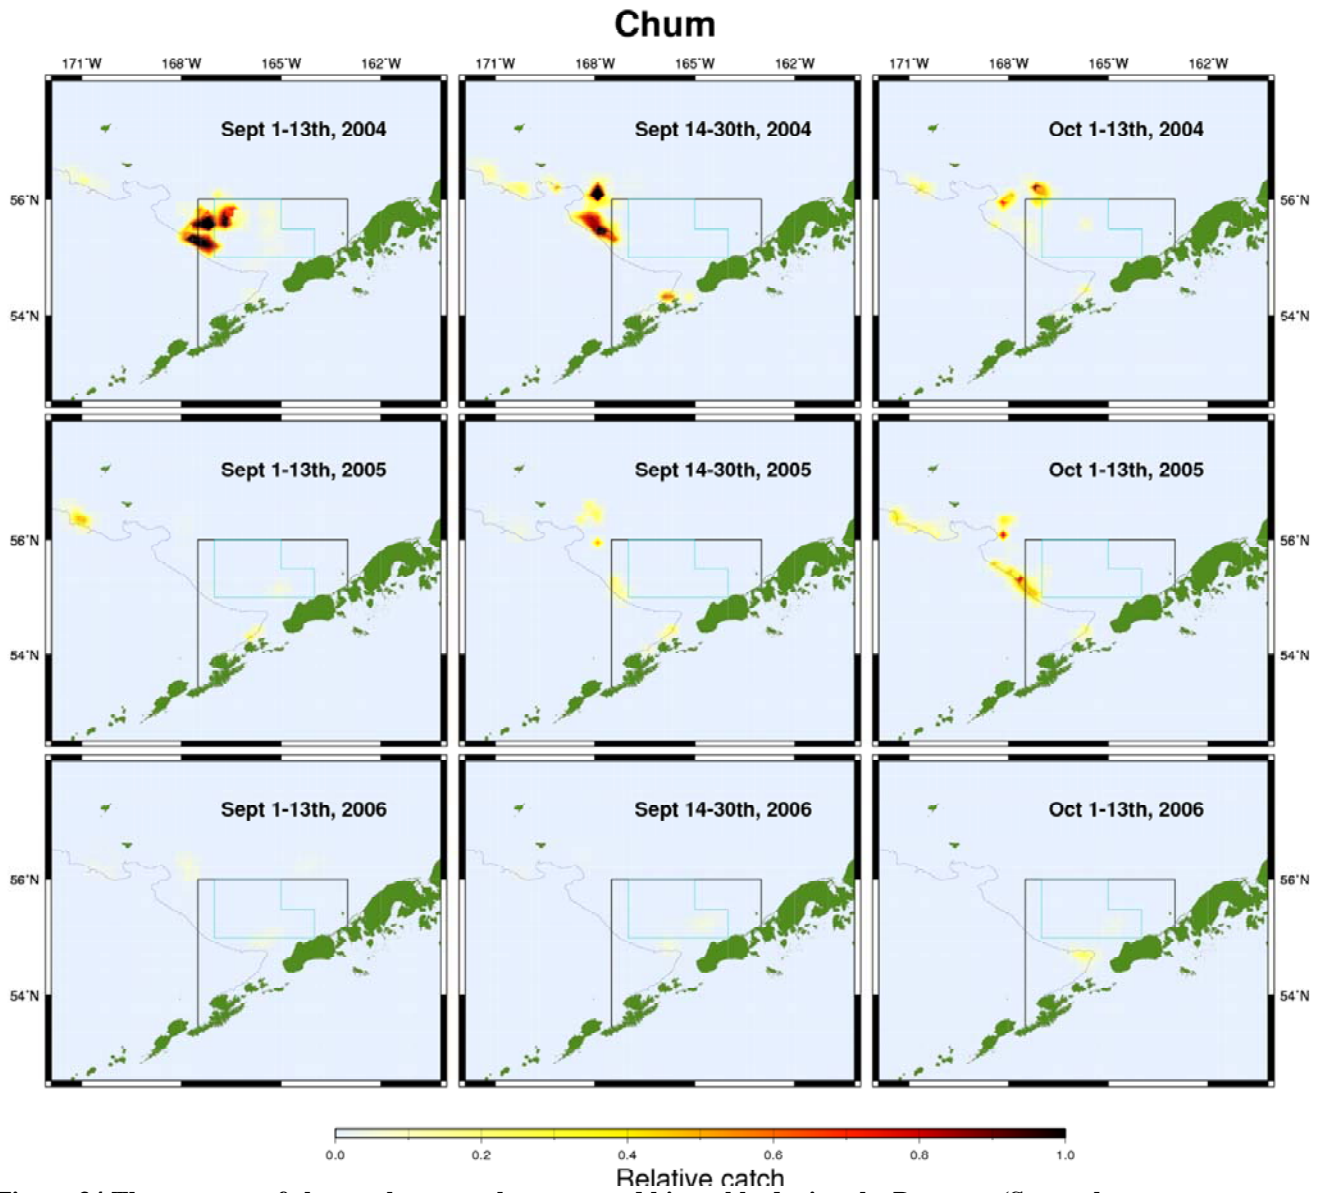 Chum
171°W 168°W 165°W 162°W 171°W 168°W 165°W 162°W 171°W 168°W 165°W 162°W
Sept 1-13th, 2004 Sept 14-30th, 2004 Oct 1-13th, 2004
56°N 56°N
54°N 54°N
Sept 1-13th, 2005 Sept 14-30th, 2005 Oct 1-13th, 2005
56°N 56°N
54°N 54°N
Sept 1-13th, 2006 Sept 14-30th, 2006 Oct 1-13th, 2006
56°N 56°N
54°N 54°N
0.0 0.2 0.4 0.6 0.8 1.0
Relative catch